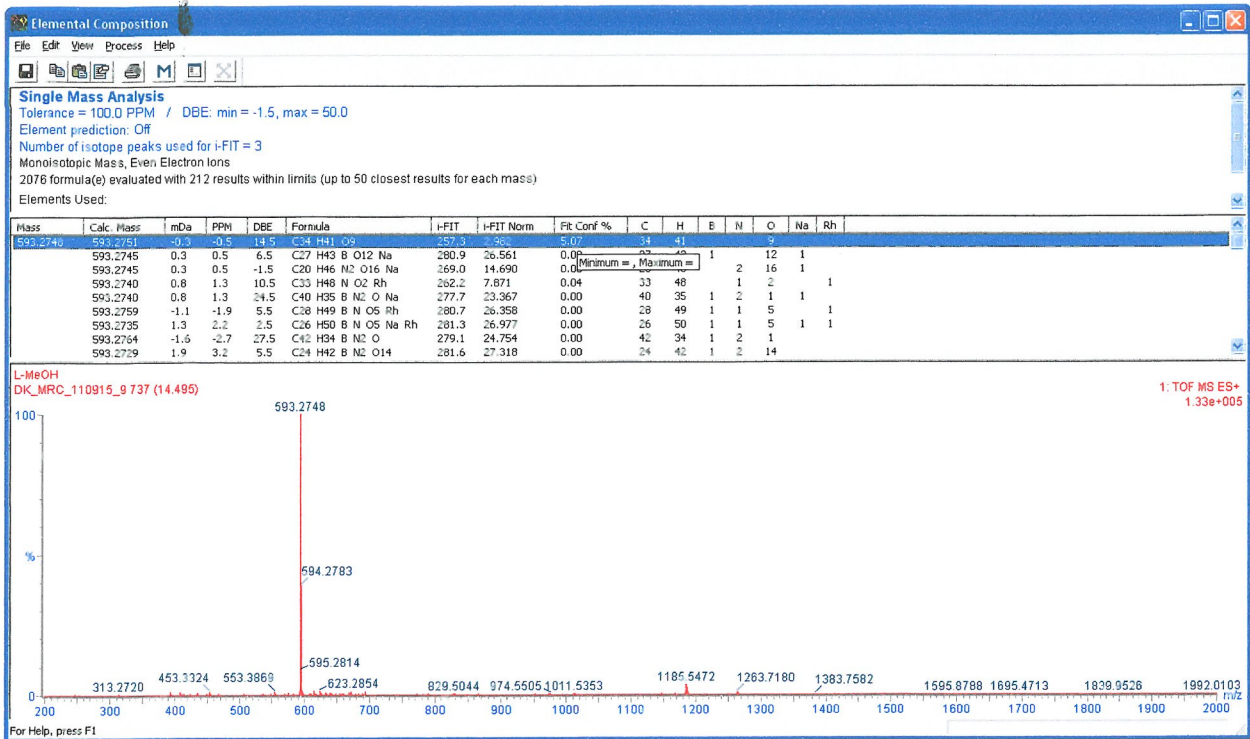 Elemental Composition
File Edit View Process Help
Single Mass Analysis
Tolerance = 100.0 PPM / DBE: min = -1.5, max = 50.0
Element prediction: Off
Number of isotope peaks used for i-FIT = 3
Monoisotopic Mass, Even Electron Ions
2076 formula(e) evaluated with 212 results within limits (up to 50 closest results for each mass)
Elements Used:
Mass Calc. Mass mDa PPM DBE Formula i-FIT i-FIT Norm Fit Conf % C H B N O Na Rh
593.2748 593.2751 -0.3 -0.5 14.5 C34 H41 O9 257.3 2.982 5.07 34 41 9
593.2745 0.3 0.5 6.5 C27 H43 B O12 Na 280.9 26.561 1 12 1
593.2745 0.3 0.5 -1.5 C20 H46 N2 O16 Na 269.0 14.690 2 16 1
Minimum = , Maximum =
593.2740 0.8 1.3 10.5 C33 H48 N O2 Rh 262.2 7.871 0.04 33 48 1 2 1
593.2740 0.8 1.3 24.5 C40 H35 B N2 O Na 277.7 23.367 0.00 40 35 1 2 1 1
593.2759 -1.1 -1.9 5.5 C28 H49 B N O5 Rh 280.7 26.358 0.00 28 49 1 1 5 1
593.2735 1.3 2.2 2.5 C26 H50 B N O5 Na Rh 281.3 26.977 0.00 26 50 1 1 5 1 1
593.2764 -1.6 -2.7 27.5 C42 H34 B N2 O 279.1 24.754 0.00 42 34 1 2 1
593.2729 1.9 3.2 5.5 C24 H42 B N2 O14 281.6 27.318 0.00 24 42 1 2 14
L-MeOH
DK_MRC_110915_9 737 (14.495)
1: TOF MS ES+
1.33e+005
100
593.2748
%
594.2783
595.2814
313.2720 453.3324 553.3869 623.2854 829.5044 974.5505 1011.5353 1185.5472 1263.7180 1383.7582 1595.8788 1695.4713 1839.9526 1992.0103
0
m/z
200 300 400 500 600 700 800 900 1000 1100 1200 1300 1400 1500 1600 1700 1800 1900 2000
For Help, press F1